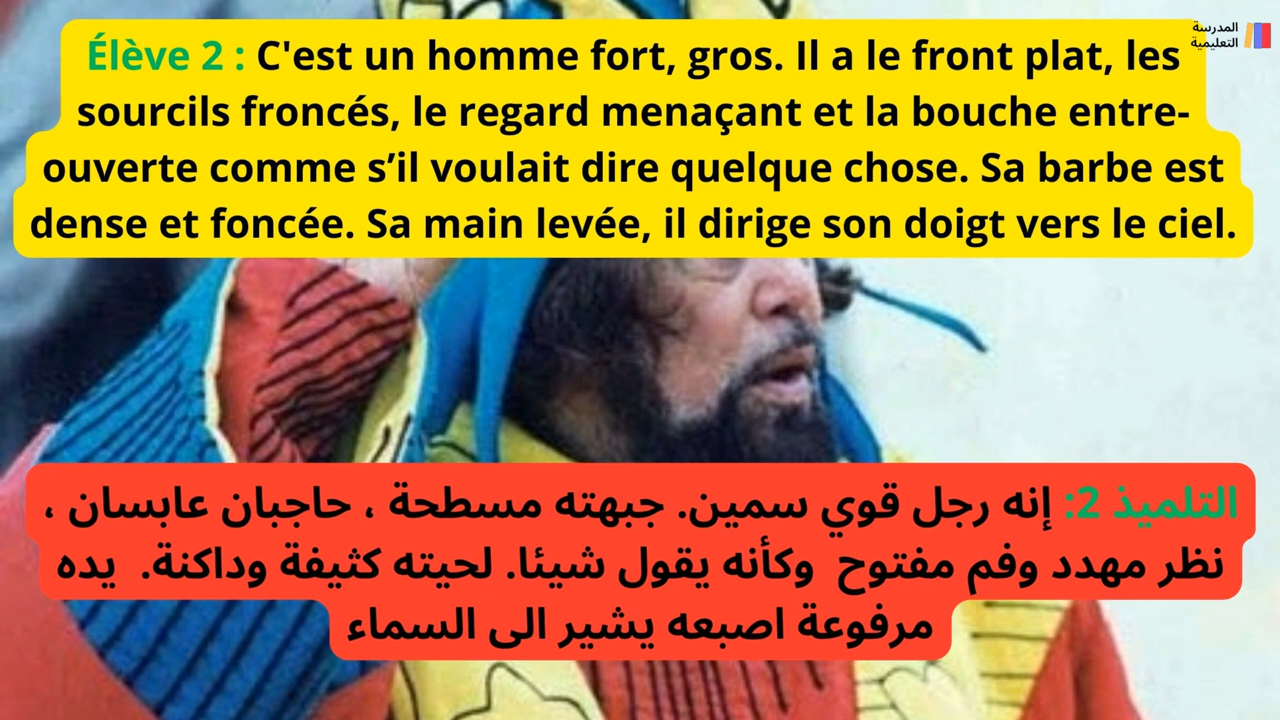 المدرسة
التعليمية
Élève 2 : C'est un homme fort, gros. Il a le front plat, les
sourcils froncés, le regard menaçant et la bouche entre-
ouverte comme s’il voulait dire quelque chose. Sa barbe est
dense et foncée. Sa main levée, il dirige son doigt vers le ciel.
التلميذ 2: إنه رجل قوي سمين. جبهته مسطحة ، حاجبان عابسان ،
نظر مهدد وفم مفتوح وكأنه يقول شيئا. لحيته كثيفة وداكنة. يده
مرفوعة اصبعه يشير الى السماء